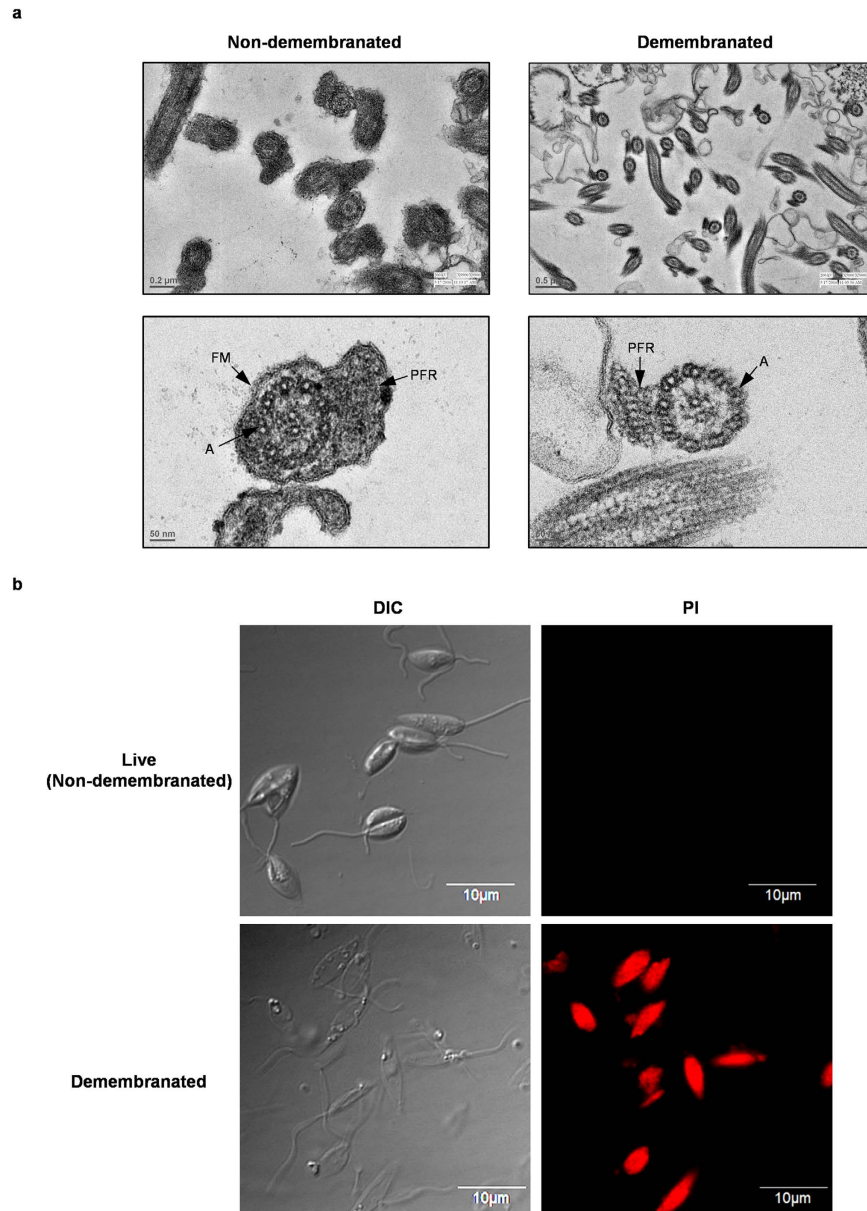 a
Non-demembranated
Demembranated
0.2 µm
0.5 µm
FM
PFR
A
50 nm
PFR
A
b
DIC
PI
Live
(Non-demembranated)
10µm
10µm
Demembranated
10µm
10µm